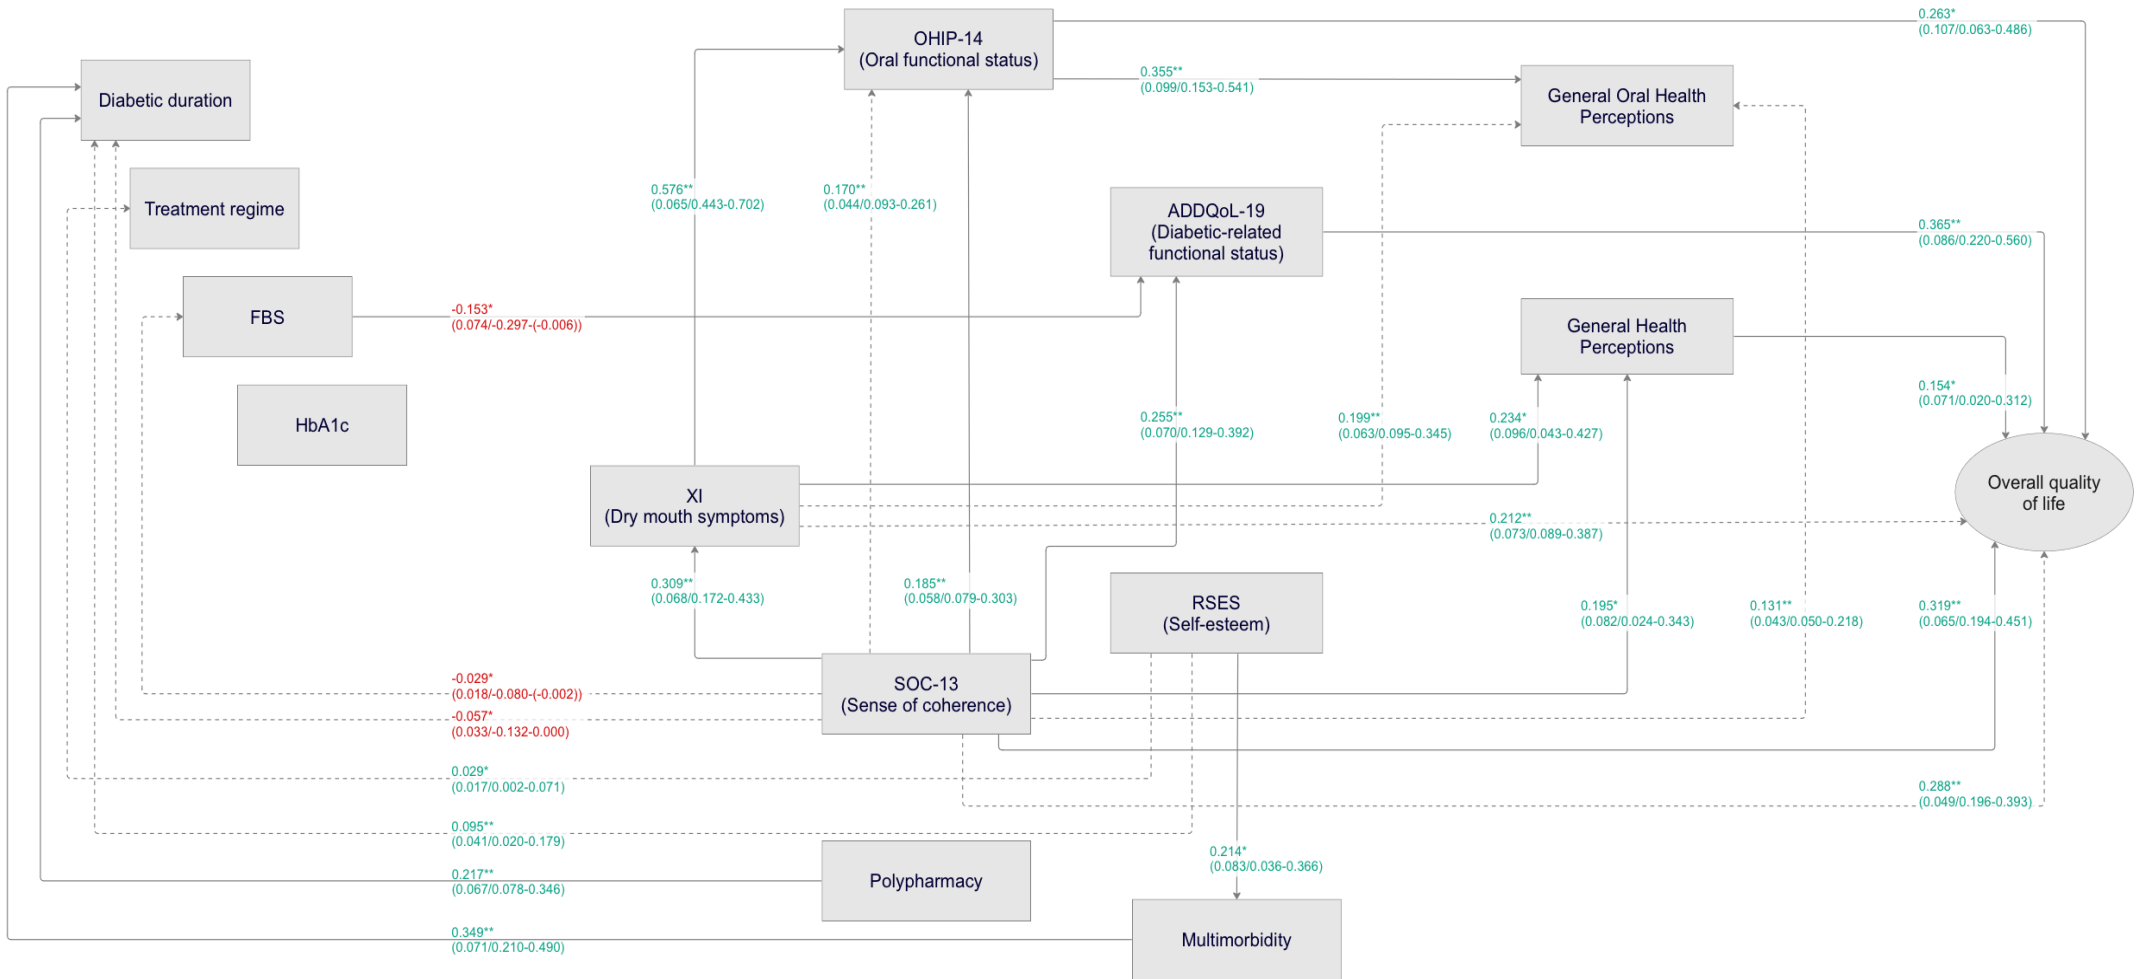 0.263*
(0.107/0.063-0.486)
OHIP-14
(Oral functional status)
0.355**
(0.099/0.153-0.541)
General Oral Health
Perceptions
Diabetic duration
Treatment regime
0.576**
(0.065/0.443-0.702)
0.170**
(0.044/0.093-0.261)
ADDQoL-19
(Diabetic-related
functional status)
0.365**
(0.086/0.220-0.560)
FBS
-0.153*
(0.074/-0.297-(-0.006))
General Health
Perceptions
0.154*
(0.071/0.020-0.312)
HbA1c
0.255**
(0.070/0.129-0.392)
0.199**
(0.063/0.095-0.345)
0.234*
(0.096/0.043-0.427)
XI
(Dry mouth symptoms)
Overall quality
of life
0.212**
(0.073/0.089-0.387)
0.309**
(0.068/0.172-0.433)
0.185**
(0.058/0.079-0.303)
RSES
(Self-esteem)
0.195*
(0.082/0.024-0.343)
0.131**
(0.043/0.050-0.218)
0.319**
(0.065/0.194-0.451)
SOC-13
(Sense of coherence)
-0.029*
(0.018/-0.080-(-0.002))
-0.057*
(0.033/-0.132-0.000)
0.029*
(0.017/0.002-0.071)
0.288**
(0.049/0.196-0.393)
0.095**
(0.041/0.020-0.179)
0.214*
(0.083/0.036-0.366)
Polypharmacy
0.217**
(0.067/0.078-0.346)
Multimorbidity
0.349**
(0.071/0.210-0.490)